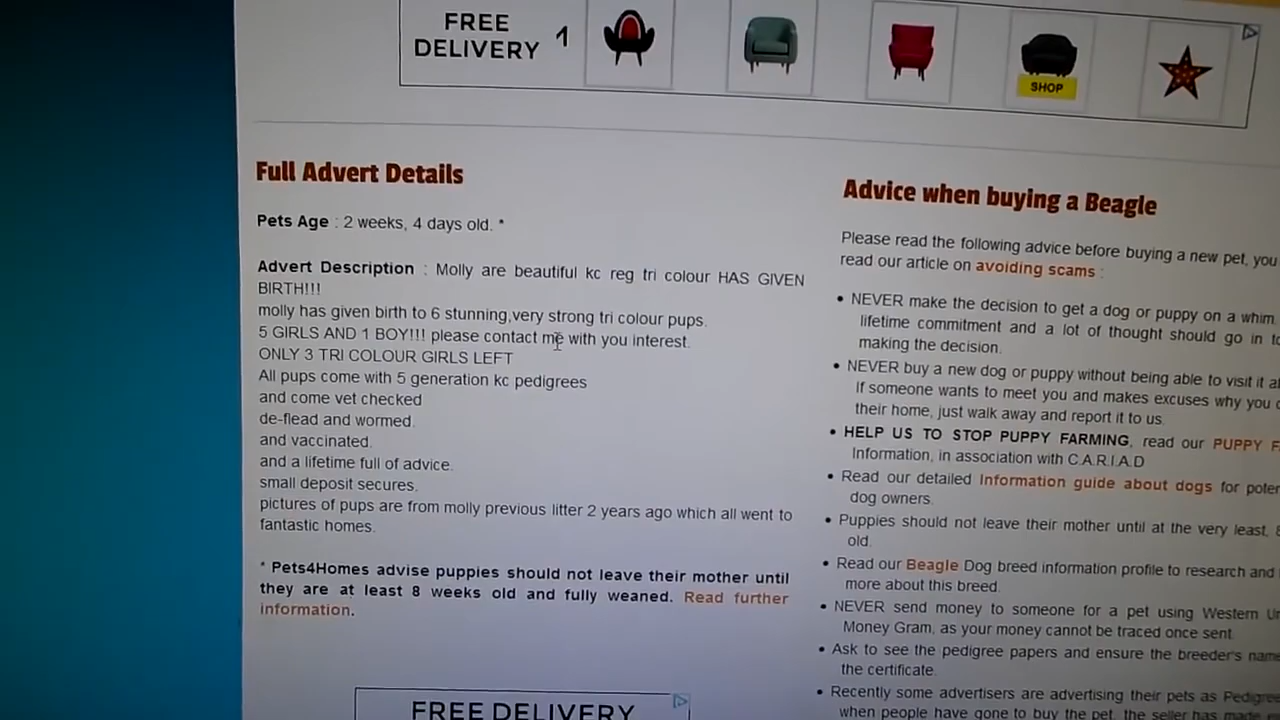 FREE
DELIVERY
1
SHOP
Full Advert Details
Pets Age : 2 weeks, 4 days old. *
Advert Description : Molly are beautiful kc reg tri colour HAS GIVEN
BIRTH!!!
molly has given birth to 6 stunning,very strong tri colour pups.
5 GIRLS AND 1 BOY!!! please contact me with you interest.
ONLY 3 TRI COLOUR GIRLS LEFT
All pups come with 5 generation kc pedigrees
and come vet checked
de-flead and wormed.
and vaccinated.
and a lifetime full of advice.
small deposit secures.
pictures of pups are from molly previous litter 2 years ago which all went to
fantastic homes.
* Pets4Homes advise puppies should not leave their mother until
they are at least 8 weeks old and fully weaned. Read further
information.
FREE DELIVERY
Advice when buying a Beagle
Please read the following advice before buying a new pet, you
read our article on avoiding scams :
• NEVER make the decision to get a dog or puppy on a whim.
lifetime commitment and a lot of thought should go in
making the decision.
• NEVER buy a new dog or puppy without being able to visit it
If someone wants to meet you and makes excuses why you
their home, just walk away and report it to us.
• HELP US TO STOP PUPPY FARMING, read our PUPPY
Information, in association with C.A.R.I.A.D
• Read our detailed Information guide about dogs for
dog owners.
• Puppies should not leave their mother until at the very least,
old.
• Read our Beagle Dog breed information profile to research and
more about this breed.
• NEVER send money to someone for a pet using Western
Money Gram, as your money cannot be traced once sent.
• Ask to see the pedigree papers and ensure the breeder's
the certificate.
• Recently some advertisers are advertising their pets as
when people have gone to buy the pet, the seller has made